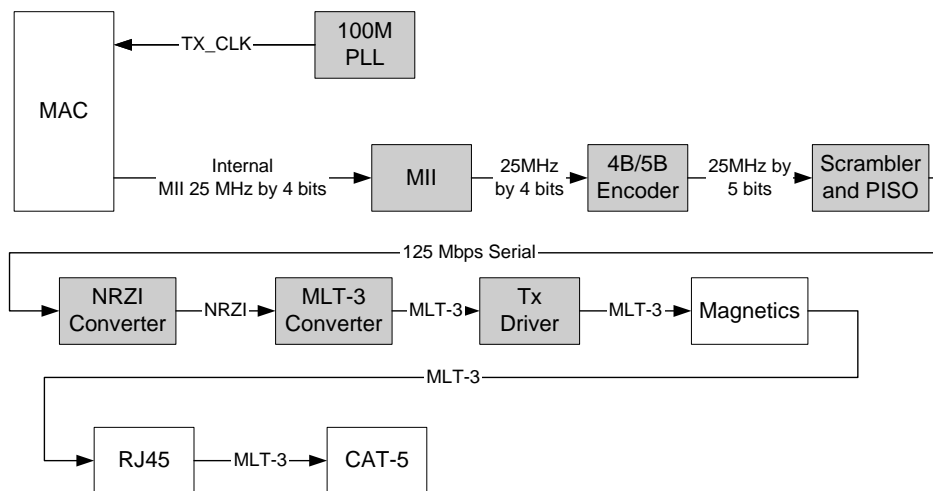 TX_CLK
100M
PLL
MAC
Internal
MII 25 MHz by 4 bits
MII
25MHz
by 4 bits
4B/5B
Encoder
25MHz by
5 bits
Scrambler
and PISO
125 Mbps Serial
NRZI
Converter
NRZI
MLT-3
Converter
MLT-3
Tx
Driver
MLT-3
Magnetics
MLT-3
RJ45
MLT-3
CAT-5